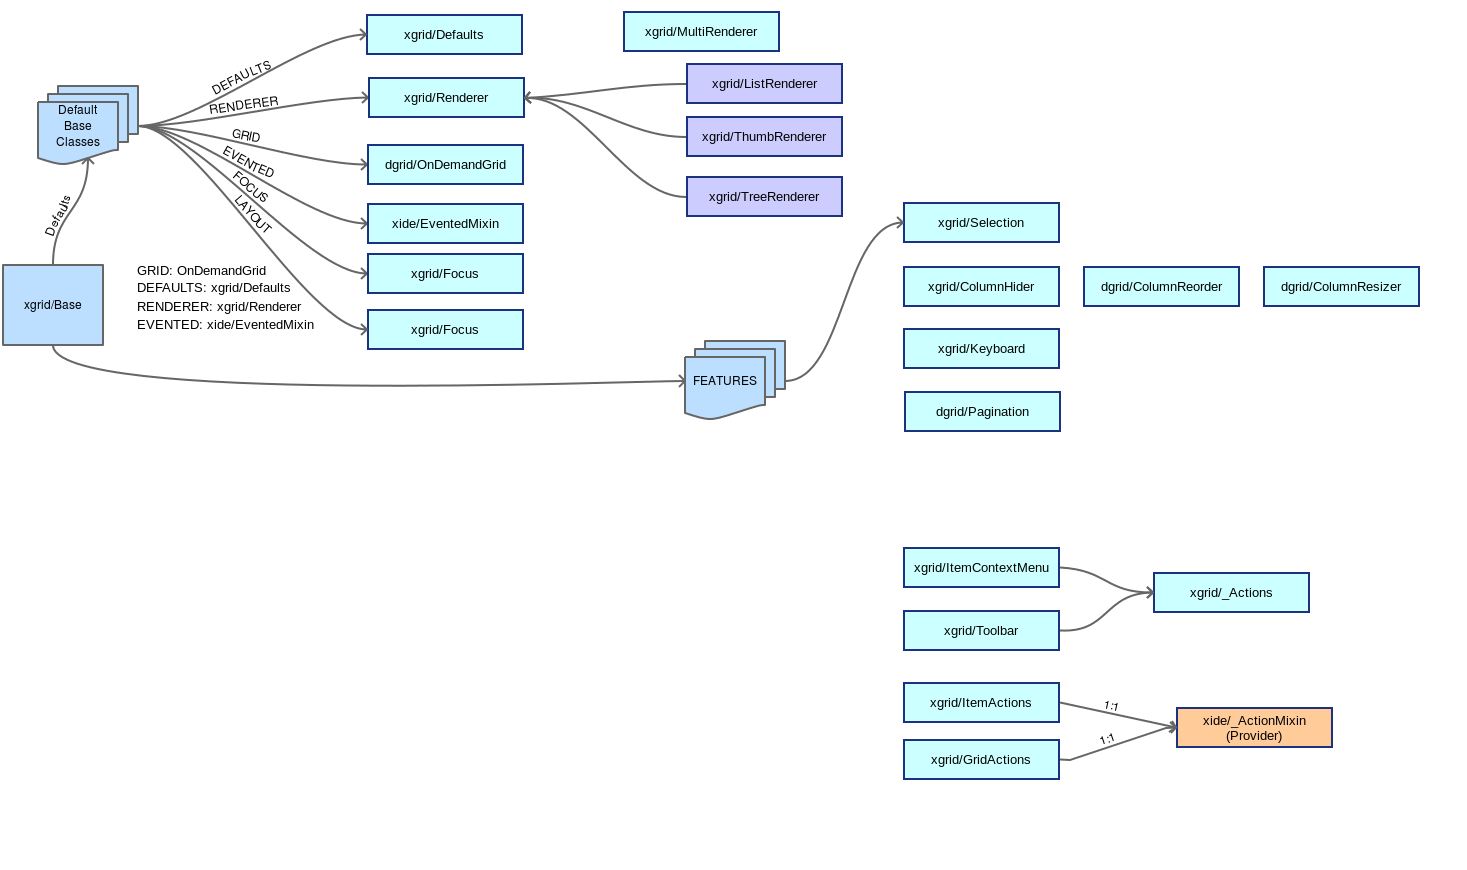 xgrid/Defaults
xgrid/MultiRenderer
DEFAULTS
xgrid/Renderer
xgrid/ListRenderer
RENDERER
Default
Base
Classes
GRID
xgrid/ThumbRenderer
EVENTED
dgrid/OnDemandGrid
FOCUS
xgrid/TreeRenderer
LAYOUT
Defaults
xide/EventedMixin
xgrid/Selection
xgrid/Focus
GRID: OnDemandGrid
DEFAULTS: xgrid/Defaults
RENDERER: xgrid/Renderer
EVENTED: xide/EventedMixin
xgrid/Base
xgrid/Focus
xgrid/ColumnHider
dgrid/ColumnReorder
dgrid/ColumnResizer
xgrid/Keyboard
FEATURES
dgrid/Pagination
xgrid/ItemContextMenu
xgrid/_Actions
xgrid/Toolbar
xgrid/ItemActions
1:1
xide/_ActionMixin
(Provider)
1:1
xgrid/GridActions